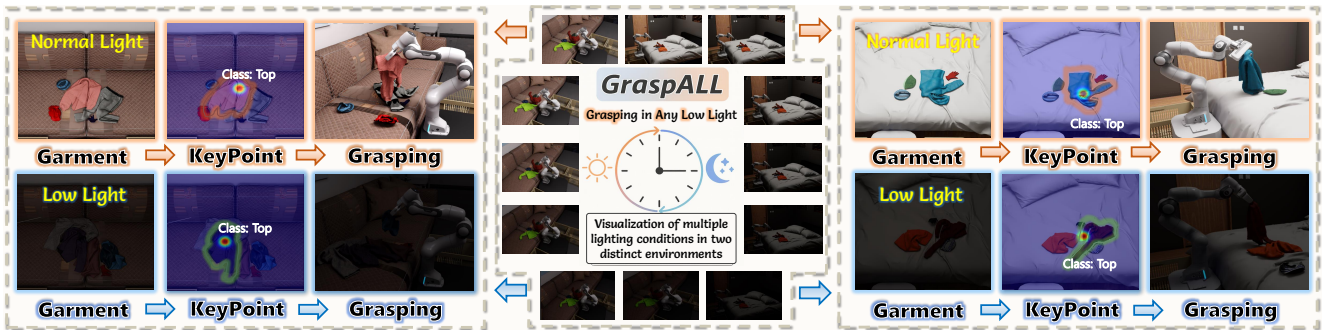 Normal Light
Class: Top
Garment
KeyPoint
Grasping
Low Light
Class: Top
Garment
KeyPoint
Grasping
GraspALL
Grasping in Any Low Light
Visualization of multiple
lighting conditions in two
distinct environments
Normal Light
Class: Top
Garment
KeyPoint
Grasping
Low Light
Class: Top
Garment
KeyPoint
Grasping